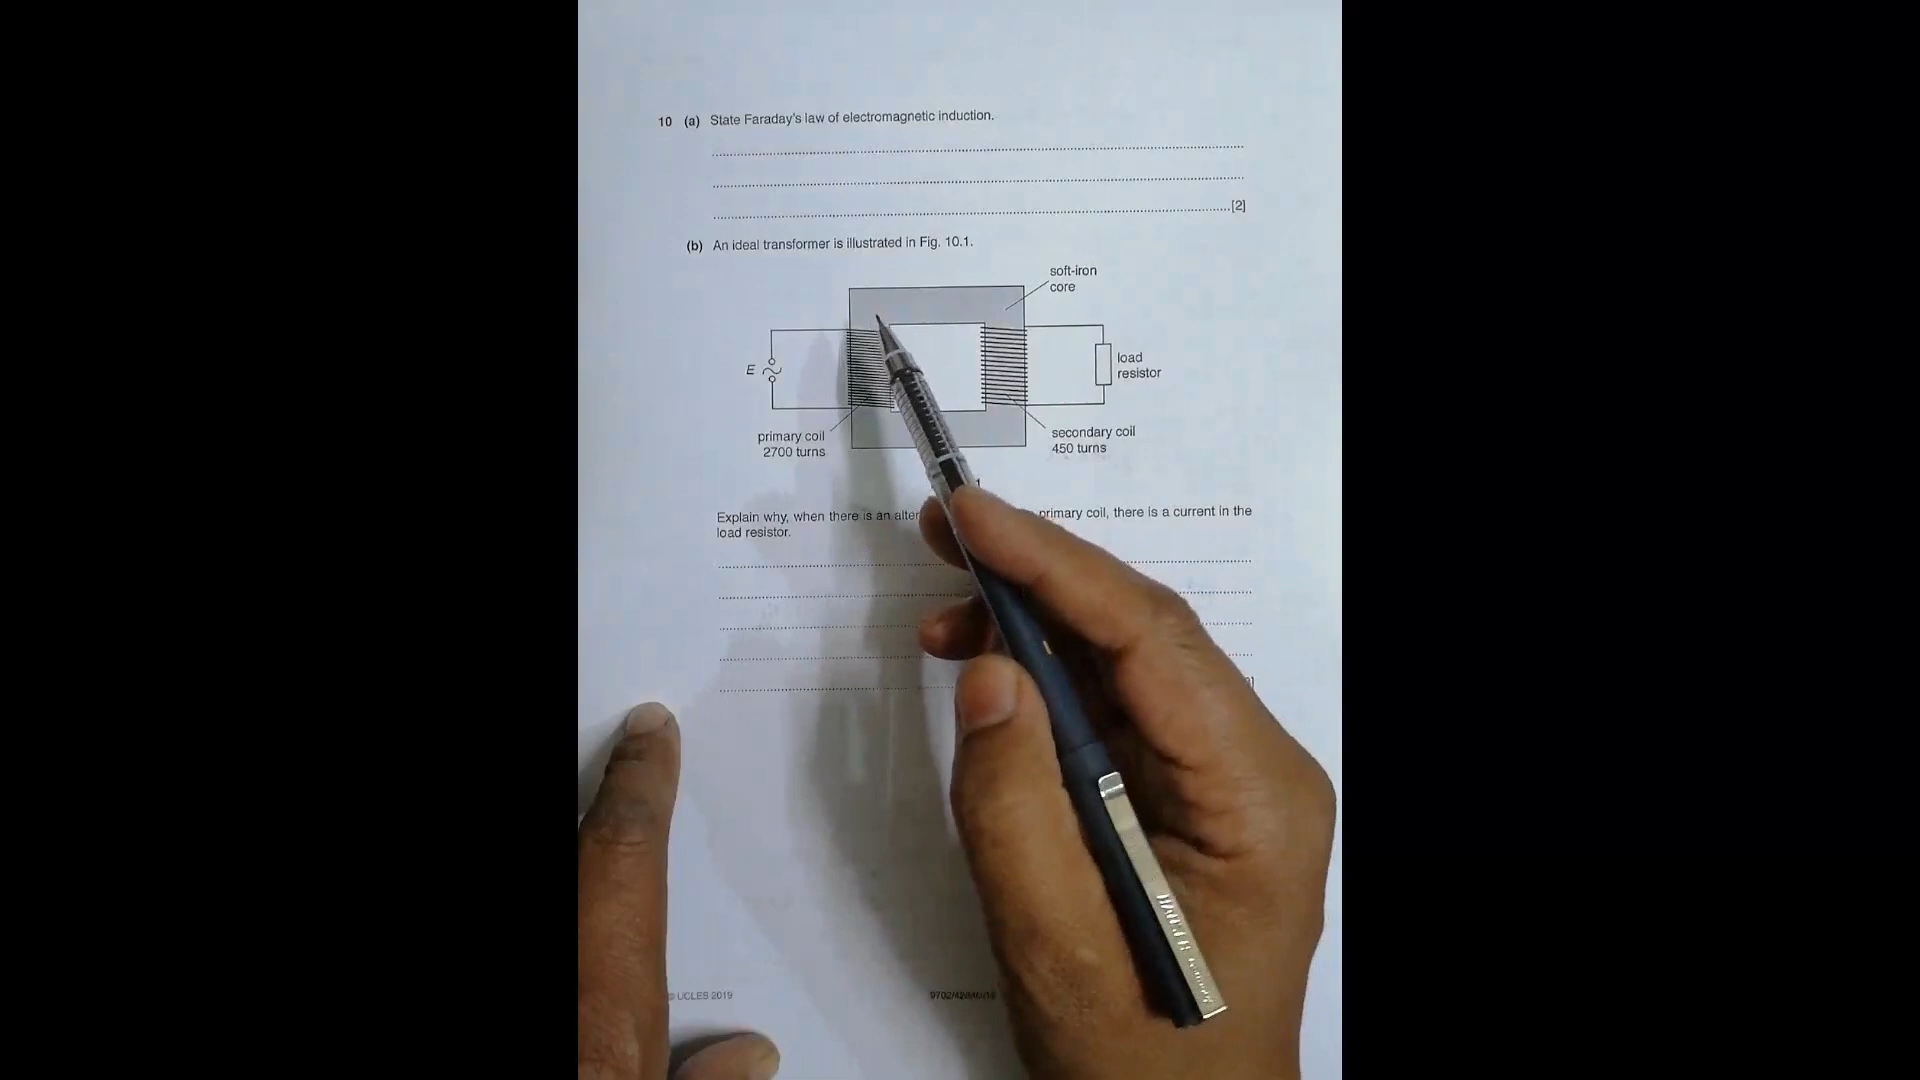 10 (a) State Faraday's law of electromagnetic induction.
[2]
(b) An ideal transformer is illustrated in Fig. 10.1.
soft-iron
core
E
load
resistor
primary coil
2700 turns
secondary coil
450 turns
1
Explain why, when there is an alter primary coil, there is a current in the
load resistor.
© UCLES 2019